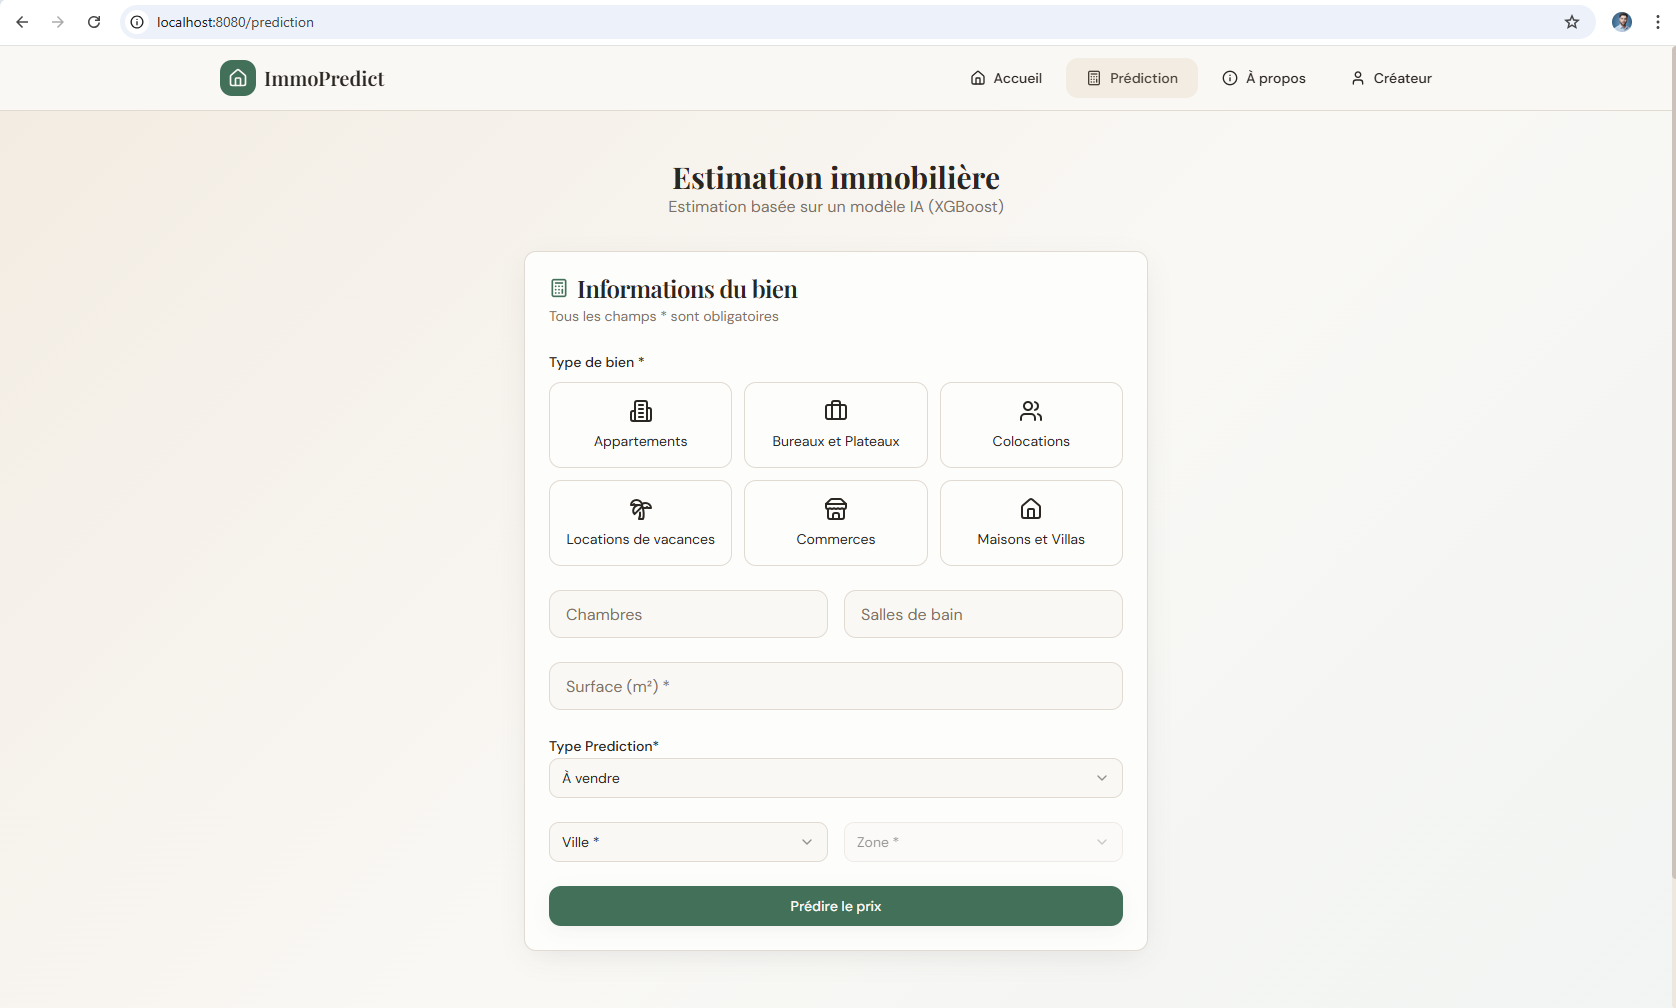 localhost:8080/prediction
ImmoPredict
Accueil
Prédiction
À propos
Créateur
Estimation immobilière
Estimation basée sur un modèle IA (XGBoost)
Informations du bien
Tous les champs * sont obligatoires
Type de bien *
Appartements
Bureaux et Plateaux
Colocations
Locations de vacances
Commerces
Maisons et Villas
Chambres
Salles de bain
Surface (m²) *
Type Prediction*
À vendre
Ville *
Zone *
Prédire le prix